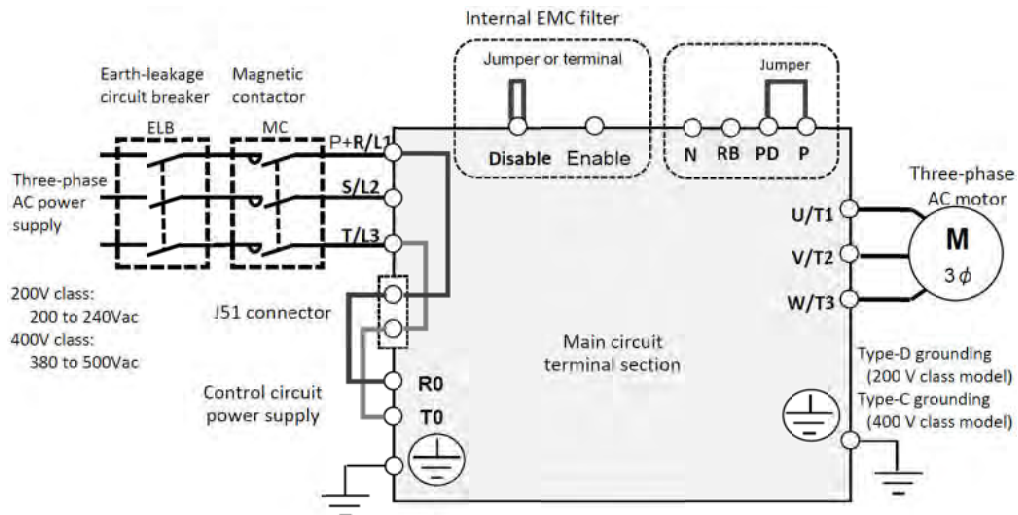 Internal EMC filter
Jumper or terminal
Jumper
Earth-leakage
circuit breaker
ELB
Magnetic
contactor
MC
P+R/L1
S/L2
T/L3
Disable
Enable
N
RB
PD
P
Three-phase
AC power
supply
Three-phase
AC motor
U/T1
V/T2
W/T3
M
3ϕ
200V class:
200 to 240Vac
400V class:
380 to 500Vac
J51 connector
Main circuit
terminal section
Control circuit
power supply
R0
T0
Type-D grounding
(200 V class model)
Type-C grounding
(400 V class model)